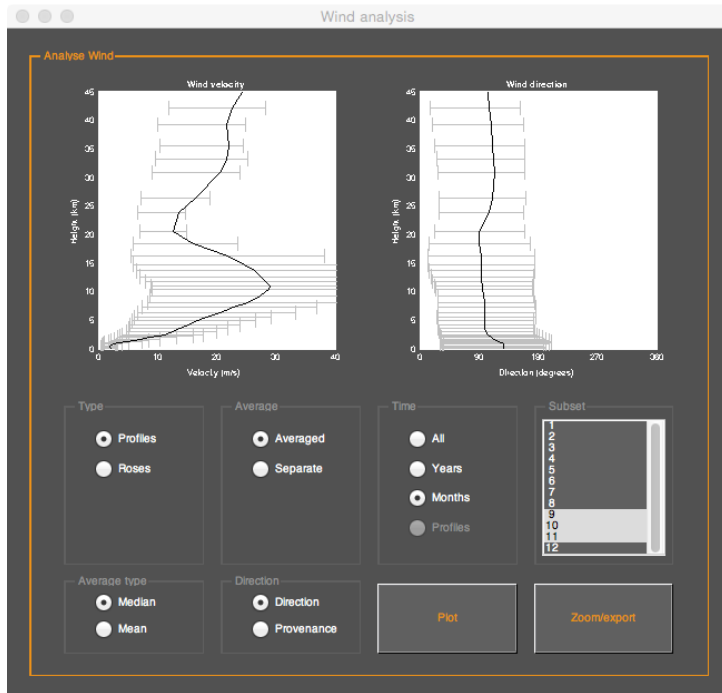 Wind analysis
Analyse Wind
Wind velocity
45
40
35
30
25
20
15
10
5
0
Height (km)
0 10 20 30 40
Velocity (m/s)
Wind direction
45
40
35
30
25
20
15
10
5
0
Height (km)
0 90 180 270 360
Direction (degrees)
Type
Profiles
Roses
Average
Averaged
Separate
Time
All
Years
Months
Profiles
Subset
1
2
3
4
5
6
7
8
9
10
11
12
Average type
Median
Mean
Direction
Direction
Provenance
Plot
Zoom/export